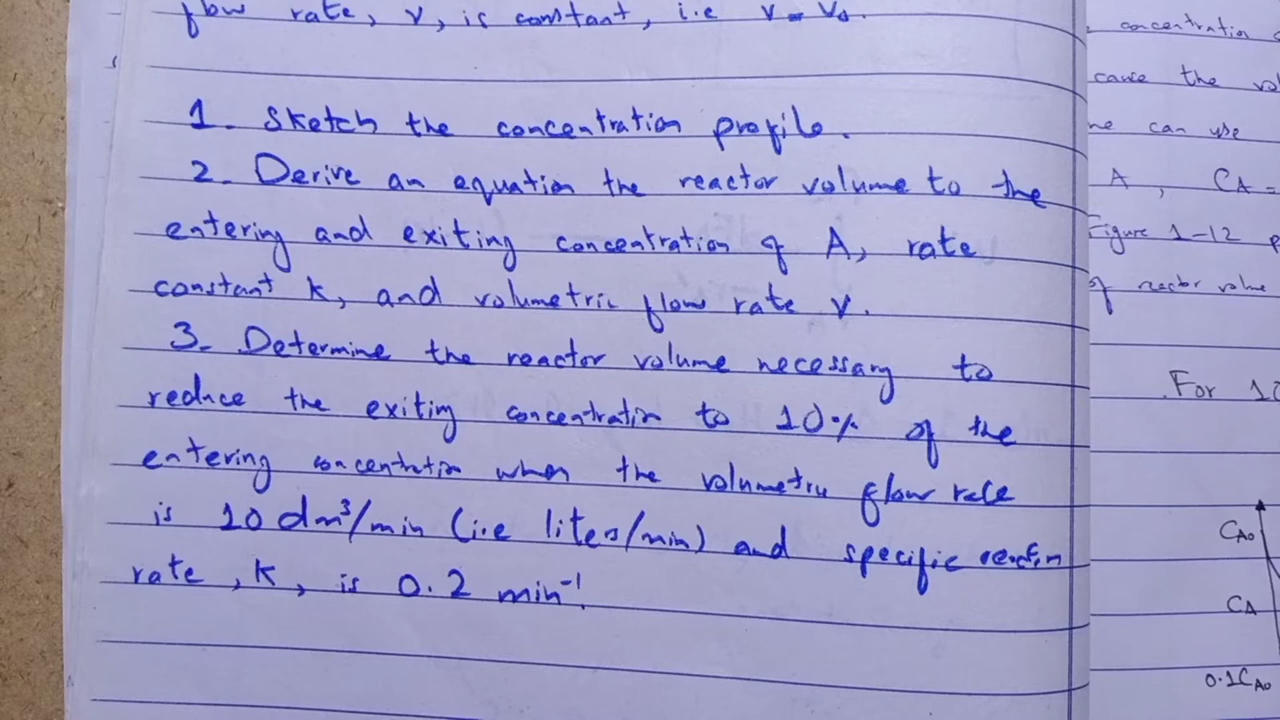 flow rate, v, is constant, i.e v = v₀.
1. Sketch the concentration profile.
2. Derive an equation the reactor volume to the
entering and exiting concentration of A, rate
constant k, and volumetric flow rate v.
3. Determine the reactor volume necessary to
reduce the exiting concentration to 10% of the
entering concentration when the volumetric flow rate
is 10 dm³/min (i.e liters/min) and specific reaction
rate, k, is 0.2 min⁻¹.
concentration
cause the
can use
A, CA =
Figure 1-12
of reactor volume
For 10
CA0
CA
0.1CA0